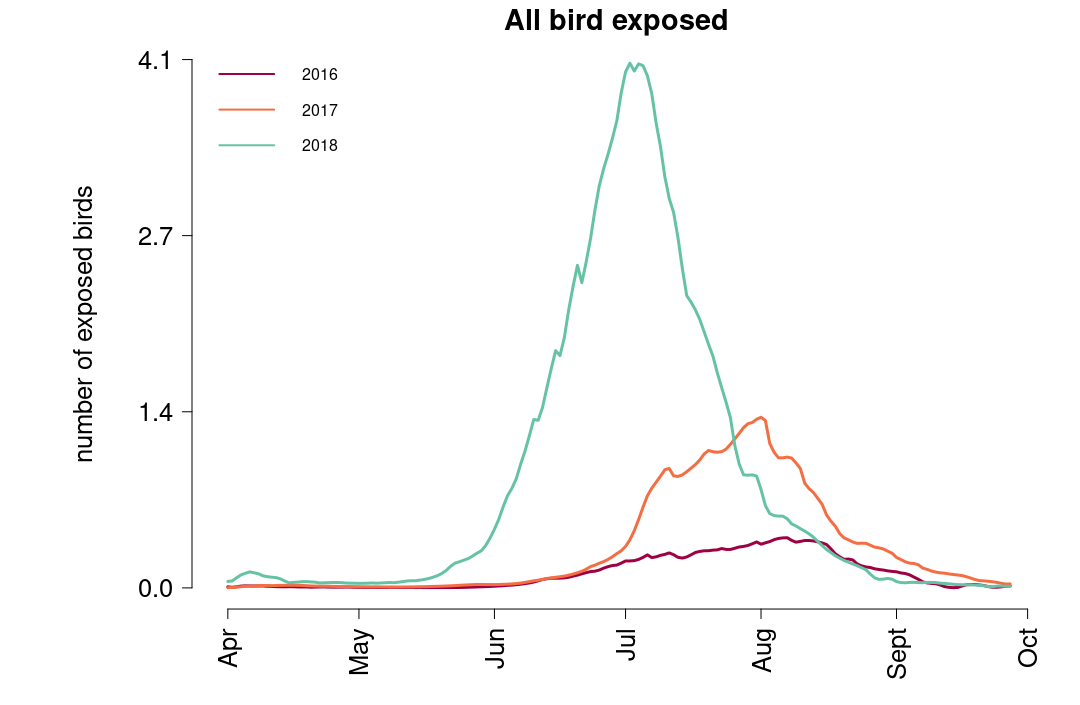 All bird exposed
4.1
2.7
1.4
0.0
number of exposed birds
2016
2017
2018
Apr
May
Jun
Jul
Aug
Sept
Oct